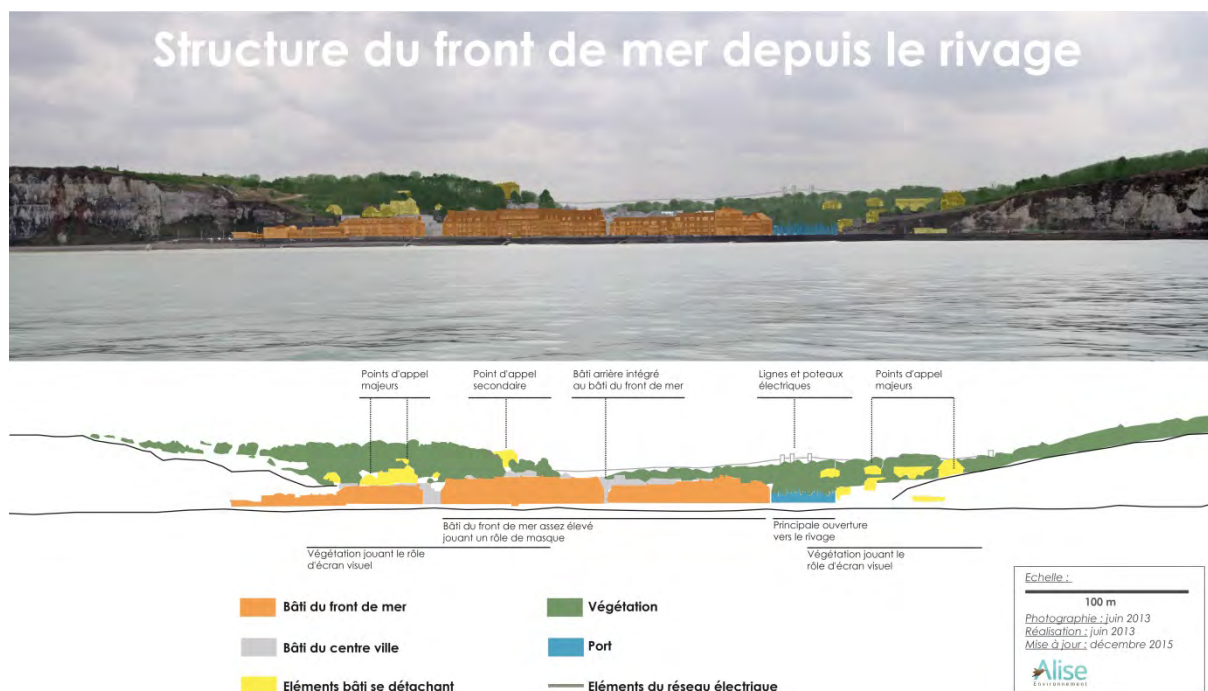 Structure du front de mer depuis le rivage
Points d'appel
majeurs
Point d'appel
secondaire
Bâti arrière intégré
au bâti du front de mer
Lignes et poteaux
électriques
Points d'appel
majeurs
Bâti du front de mer assez élevé
jouant un rôle de masque
Principale ouverture
vers le rivage
Végétation jouant le rôle
d'écran visuel
Végétation jouant le
rôle d'écran visuel
Bâti du front de mer
Végétation
Bâti du centre ville
Port
Eléments bâti se détachant
Eléments du réseau électrique
Echelle :
100 m
Photographie : juin 2013
Réalisation : juin 2013
Mise à jour : décembre 2015
Alise
Environnement